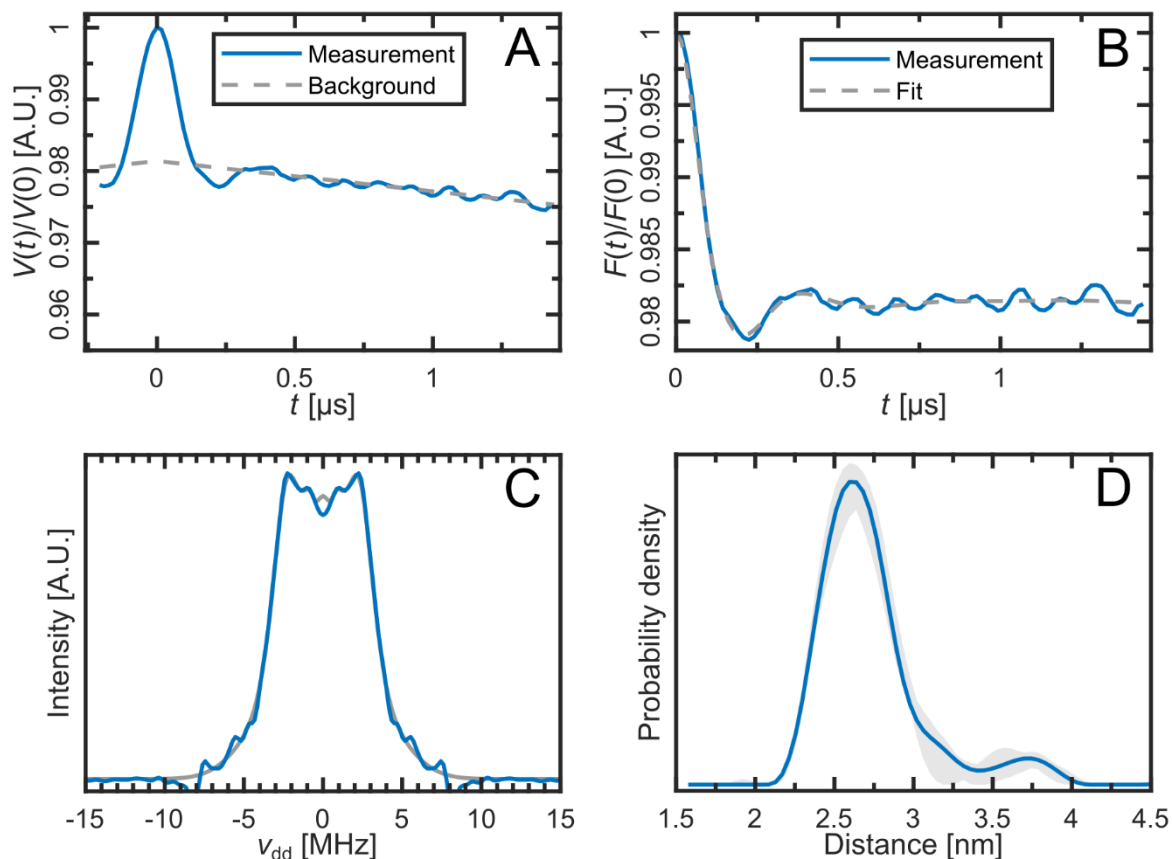 A
Measurement
Background
V(t)/V(0) [A.U.]
1
0.99
0.98
0.97
0.96
0
0.5
1
t [µs]
B
Measurement
Fit
F(t)/F(0) [A.U.]
1
0.995
0.99
0.985
0.98
0
0.5
1
t [µs]
C
Intensity [A.U.]
-15
-10
-5
0
5
10
15
νdd [MHz]
D
Probability density
1.5
2
2.5
3
3.5
4
4.5
Distance [nm]